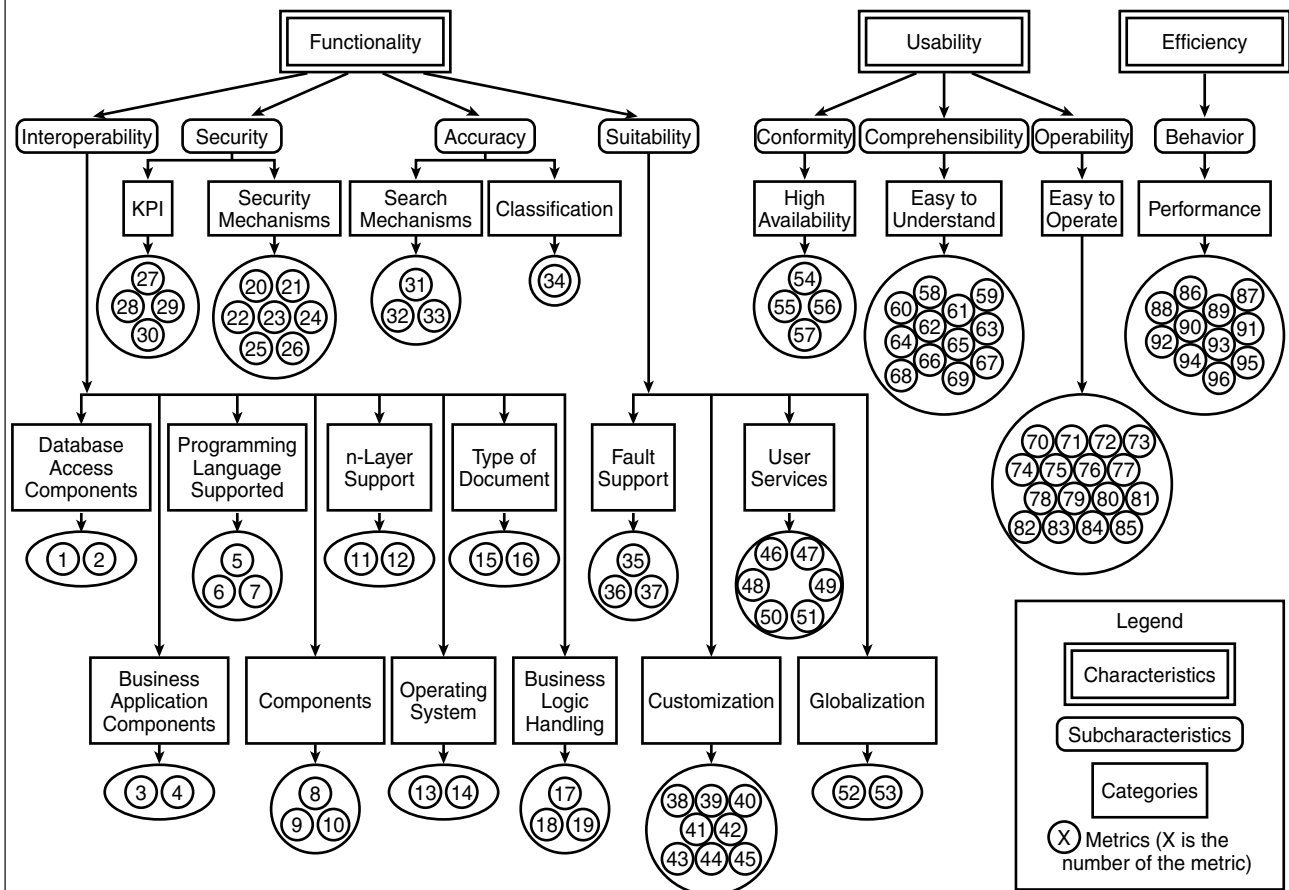 Functionality
Usability
Efficiency
Interoperability
Security
Accuracy
Suitability
Conformity
Comprehensibility
Operability
Behavior
KPI
Security
Mechanisms
Search
Mechanisms
Classification
High
Availability
Easy to
Understand
Easy to
Operate
Performance
27
28 29
30
20 21
22 23 24
25 26
31
32 33
34
54
55 56
57
58 59
60 61
62 63
64 65
66 67
68 69
86 87
88 89
90 91
92 93
94 95
96
Database
Access
Components
Programming
Language
Supported
n-Layer
Support
Type of
Document
Fault
Support
User
Services
70 71 72 73
74 75 76 77
78 79 80 81
82 83 84 85
1 2
5
6 7
11 12
15 16
35
36 37
46 47
48 49
50 51
Business
Application
Components
Components
Operating
System
Business
Logic
Handling
Customization
Globalization
3 4
8
9 10
13 14
17
18 19
38 39 40
41 42
43 44 45
52 53
Legend
Characteristics
Subcharacteristics
Categories
X Metrics (X is the
number of the metric)